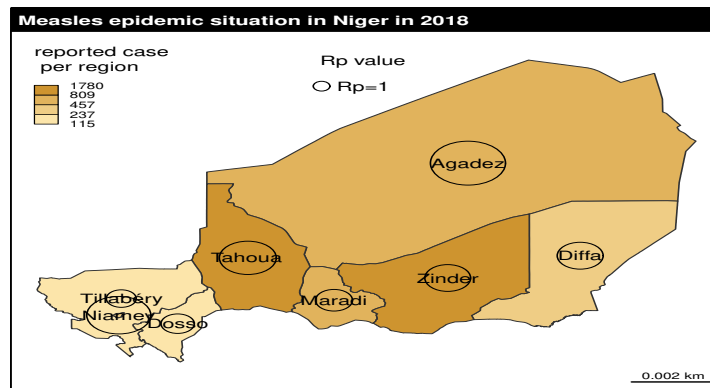 Measles epidemic situation in Niger in 2018
reported case
per region
1780
809
457
237
115
Rp value
Rp=1
Agadez
Tahoua
Diffa
Zinder
Maradi
Tillabéry
Niamey
Dosso
0.002 km